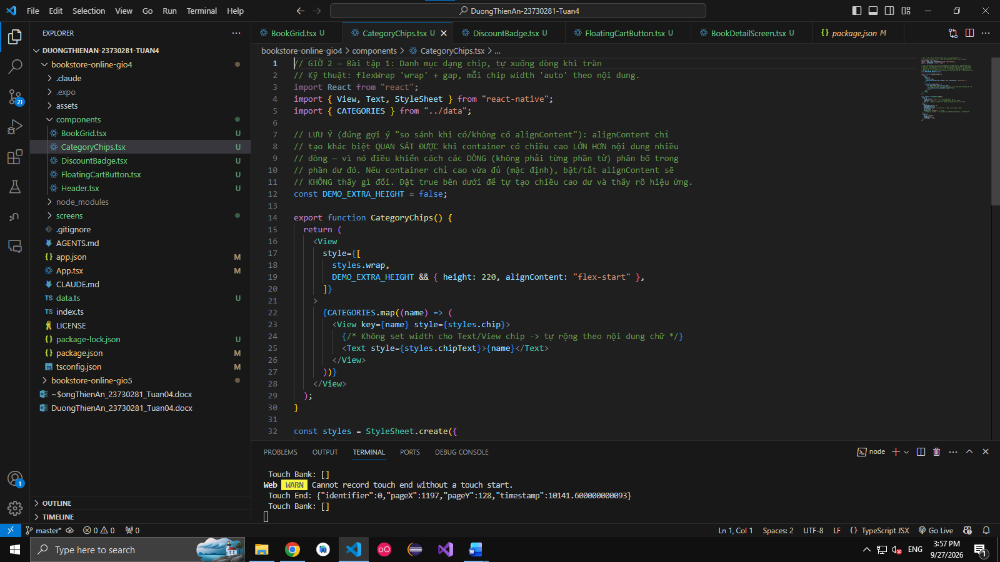 File Edit Selection View Go Run Terminal Help
DuongThienAn-23730281-Tuan4
EXPLORER
DUONGTHIENAN-23730281-TUAN4
bookstore-online-gio4
.claude
.expo
assets
components
BookGrid.tsx U
CategoryChips.tsx U
DiscountBadge.tsx U
FloatingCartButton.tsx U
Header.tsx U
node_modules
screens
.gitignore
AGENTS.md
app.json M
App.tsx M
CLAUDE.md
data.ts U
index.ts
LICENSE
package-lock.json U
package.json M
tsconfig.json M
bookstore-online-gio5
~$ongThienAn_23730281_Tuan04.docx
DuongThienAn_23730281_Tuan04.docx
OUTLINE
TIMELINE
21
1
BookGrid.tsx U CategoryChips.tsx U DiscountBadge.tsx U FloatingCartButton.tsx U BookDetailScreen.tsx U package.json M
bookstore-online-gio4 > components > CategoryChips.tsx > ...
1 // GIỜ 2 — Bài tập 1: Danh mục dạng chip, tự xuống dòng khi tràn
2 // Kỹ thuật: flexWrap 'wrap' + gap, mỗi chip width 'auto' theo nội dung.
3 import React from "react";
4 import { View, Text, StyleSheet } from "react-native";
5 import { CATEGORIES } from "../data";
6
7 // LƯU Ý (đúng gợi ý "so sánh khi có/không có alignContent"): alignContent chỉ
8 // tạo khác biệt QUAN SÁT ĐƯỢC khi container có chiều cao LỚN HƠN nội dung nhiều
9 // dòng — vì nó điều khiển cách các DÒNG (không phải từng phần tử) phân bố trong
10 // phần dư đó. Nếu container chỉ cao vừa đủ (mặc định), bật/tắt alignContent sẽ
11 // KHÔNG thấy gì đổi. Đặt true bên dưới để tự tạo chiều cao dư và thấy rõ hiệu ứng.
12 const DEMO_EXTRA_HEIGHT = false;
13
14 export function CategoryChips() {
15 return (
16 <View
17 style={[
18 styles.wrap,
19 DEMO_EXTRA_HEIGHT && { height: 220, alignContent: "flex-start" },
20 ]}
21 >
22 {CATEGORIES.map((name) => (
23 <View key={name} style={styles.chip}>
24 {/* Không set width cho Text/View chip -> tự rộng theo nội dung chữ */}
25 <Text style={styles.chipText}>{name}</Text>
26 </View>
27 ))}
28 </View>
29 );
30 }
31
32 const styles = StyleSheet.create({
PROBLEMS OUTPUT TERMINAL PORTS DEBUG CONSOLE
node
Touch Bank: []
Web WARN Cannot record touch end without a touch start.
Touch End: {"identifier":0,"pageX":1197,"pageY":128,"timestamp":10141.600000000093}
Touch Bank: []
master* 0 0 0
Ln 1, Col 1 Spaces: 2 UTF-8 LF {} TypeScript JSX Go Live
Type here to search
ENG
3:57 PM
9/27/2026
1